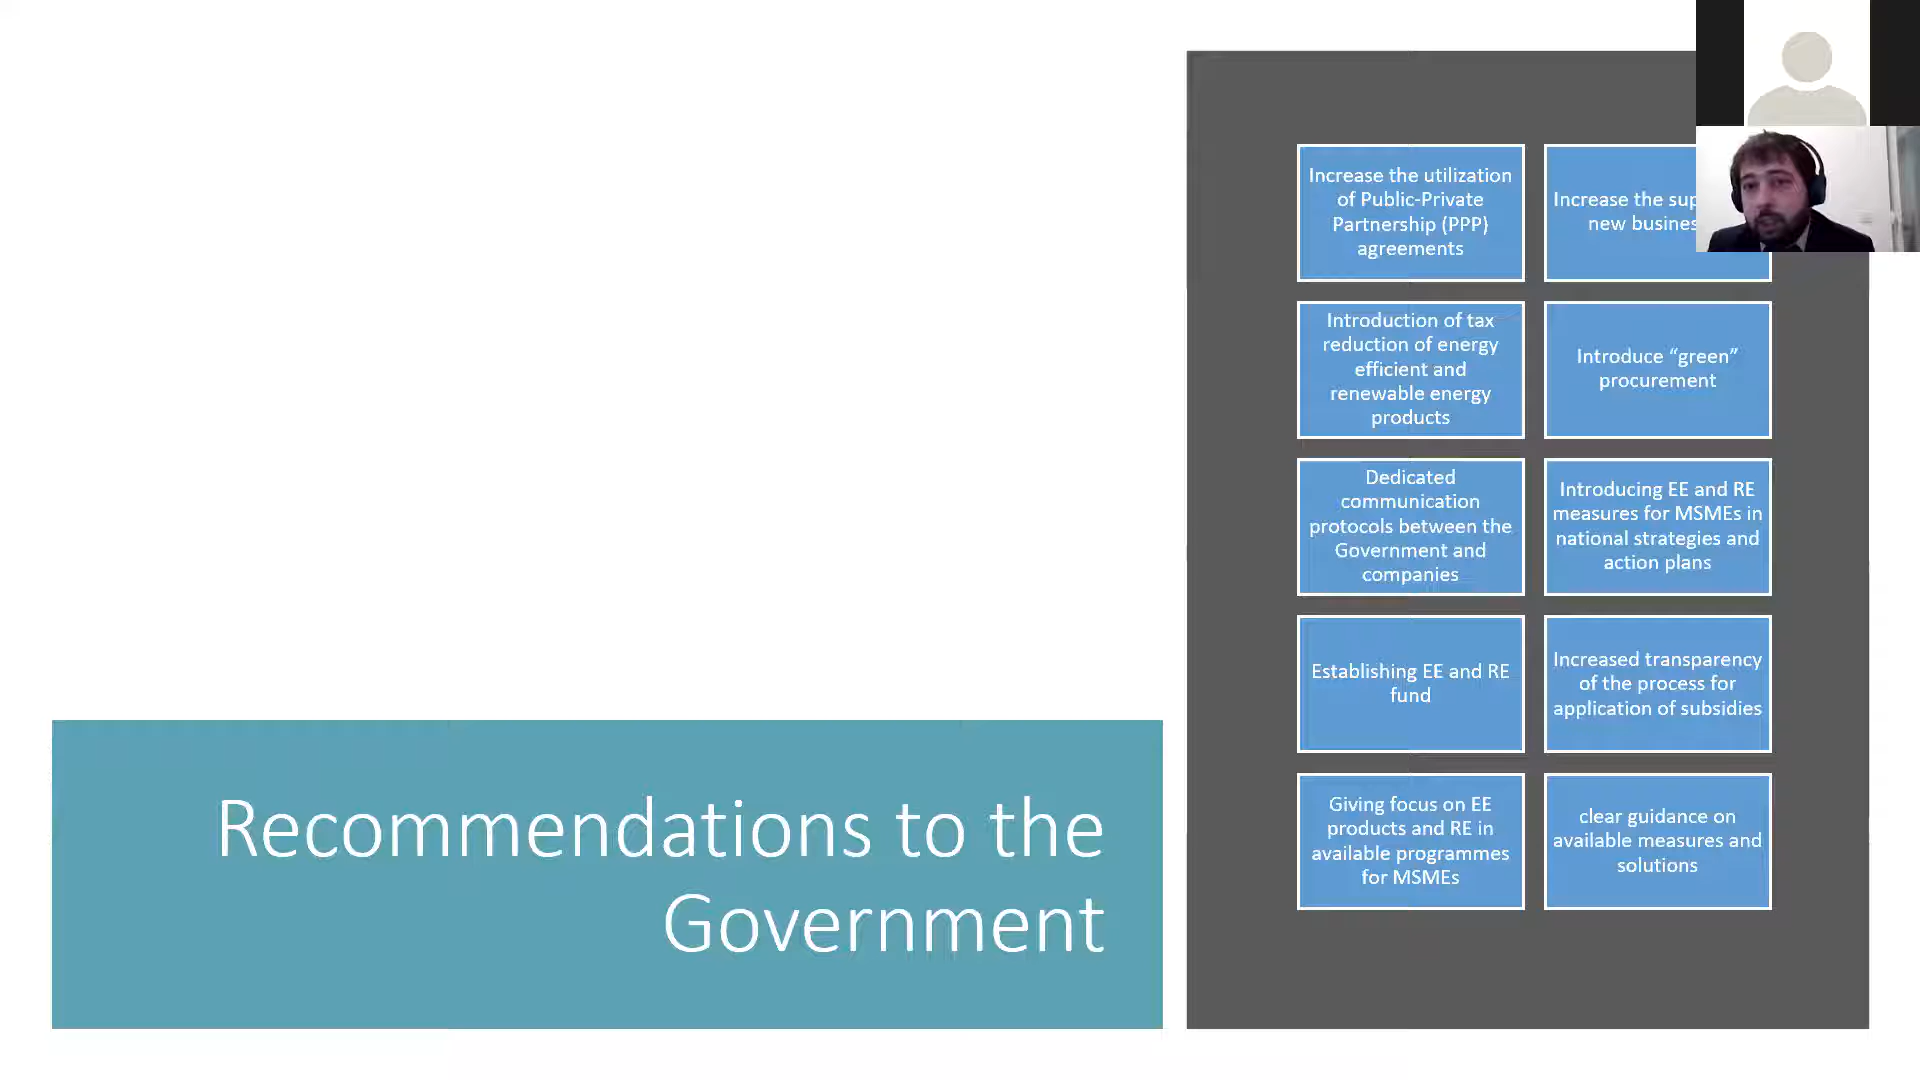 Recommendations to the
Government
Increase the utilization
of Public-Private
Partnership (PPP)
agreements
Increase the
new
Introduction of tax
reduction of energy
efficient and
renewable energy
products
Introduce “green”
procurement
Dedicated
communication
protocols between the
Government and
companies
Introducing EE and RE
measures for MSMEs in
national strategies and
action plans
Establishing EE and RE
fund
Increased transparency
of the process for
application of subsidies
Giving focus on EE
products and RE in
available programmes
for MSMEs
clear guidance on
available measures and
solutions